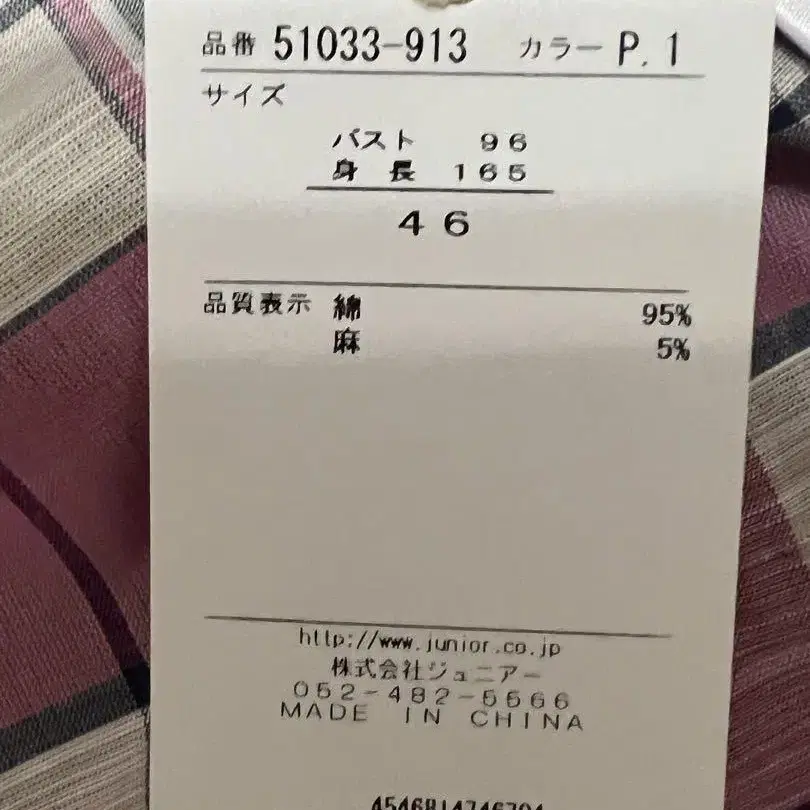 品番 51033-913 カラー P.1
サイズ
バスト 96
身長 165
46
品質表示 綿 95%
麻 5%
http://www.junior.co.jp
株式会社ジュニアー
052-482-5566
MADE IN CHINA